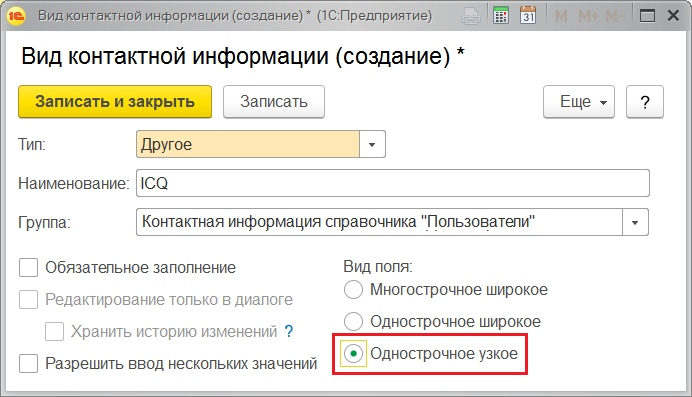 Вид контактной информации (создание) * (1С:Предприятие)
M M+ M-
31
Вид контактной информации (создание) *
Записать и закрыть Записать Еще ?
Тип: Другое
Наименование: ICQ
Группа: Контактная информация справочника "Пользователи"
Обязательное заполнение
Вид поля:
Редактирование только в диалоге
Многострочное широкое
Хранить историю изменений ?
Однострочное широкое
Разрешить ввод нескольких значений
Однострочное узкое